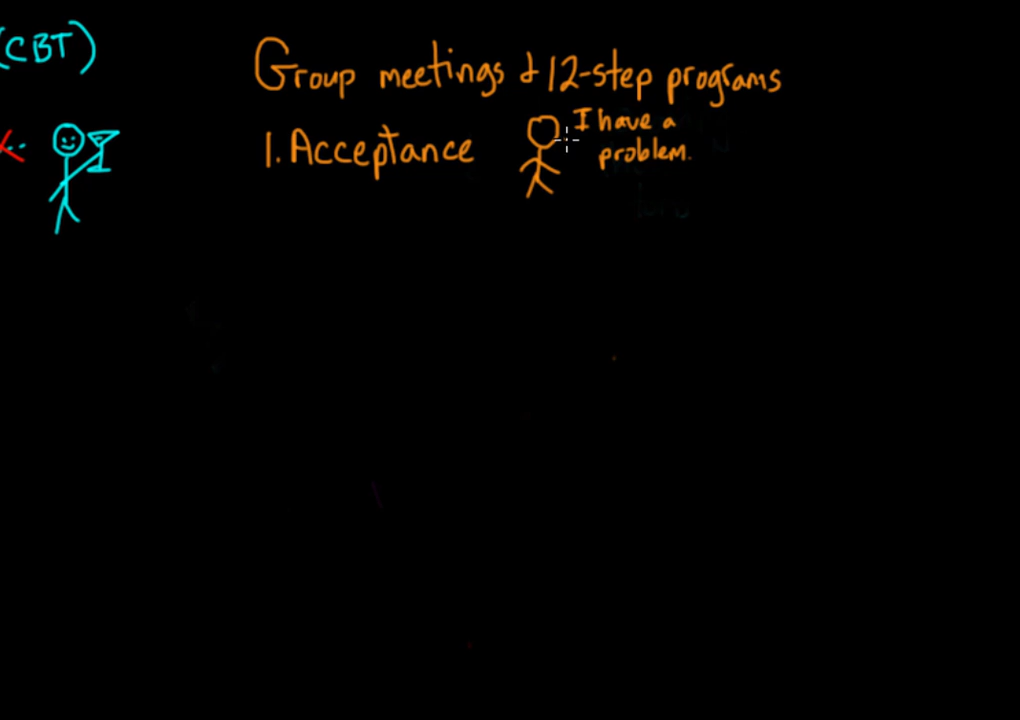 (CBT)
Group meetings & 12-step programs
1. Acceptance
I have a
problem.